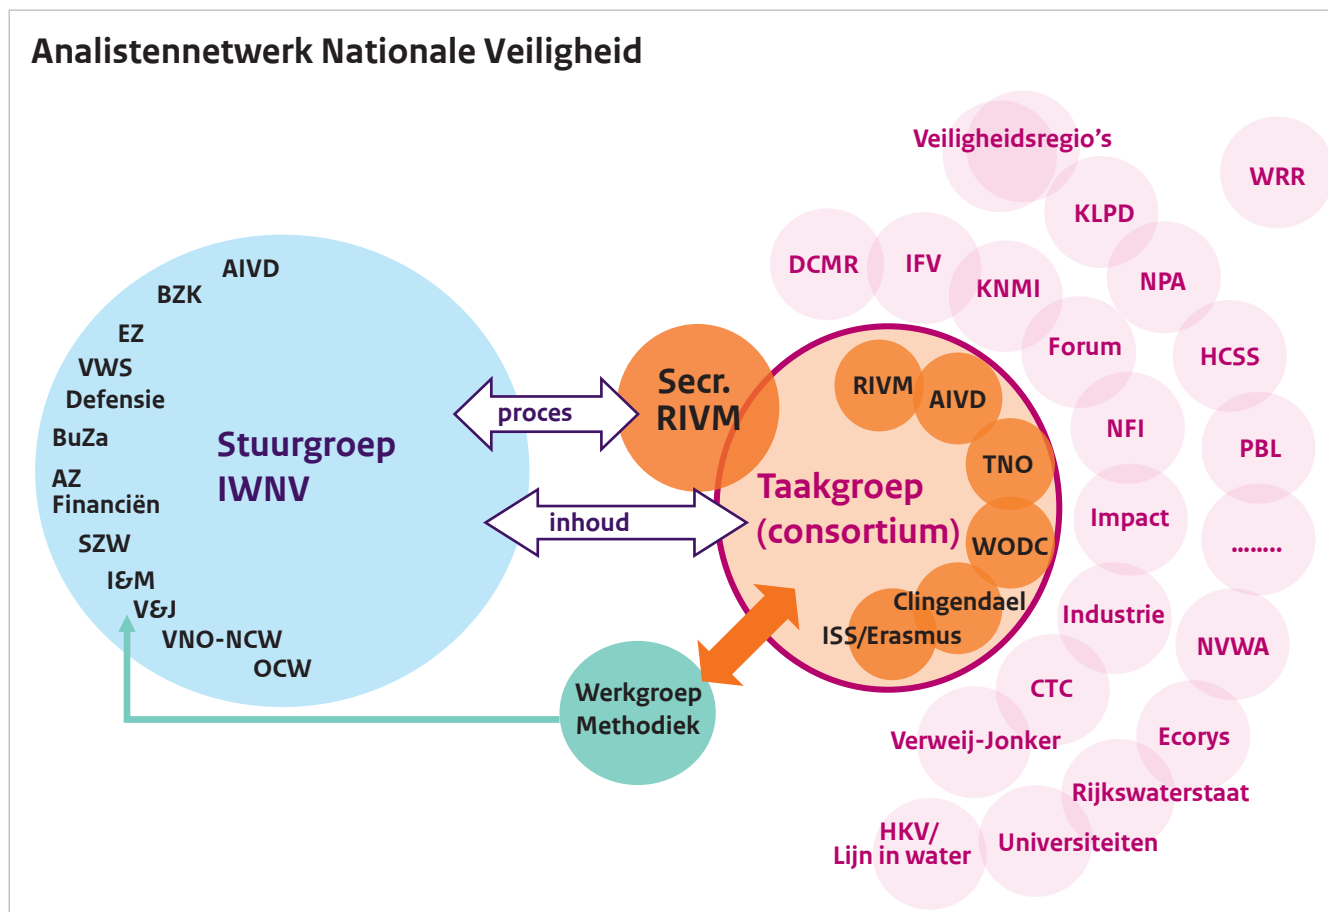 Analistennetwerk Nationale Veiligheid
AIVD
BZK
EZ
VWS
Defensie
BuZa
AZ
Financiën
SZW
I&M
V&J
VNO-NCW
OCW
Stuurgroep
IWNV
proces
inhoud
Secr.
RIVM
Taakgroep
(consortium)
RIVM
AIVD
TNO
WODC
Clingendael
ISS/Erasmus
Werkgroep
Methodiek
Veiligheidsregio's
WRR
KLPD
DCMR
IFV
KNMI
NPA
Forum
HCSS
NFI
PBL
Impact
........
Industrie
NVWA
CTC
Verweij-Jonker
Ecorys
Rijkswaterstaat
HKV/
Lijn in water
Universiteiten